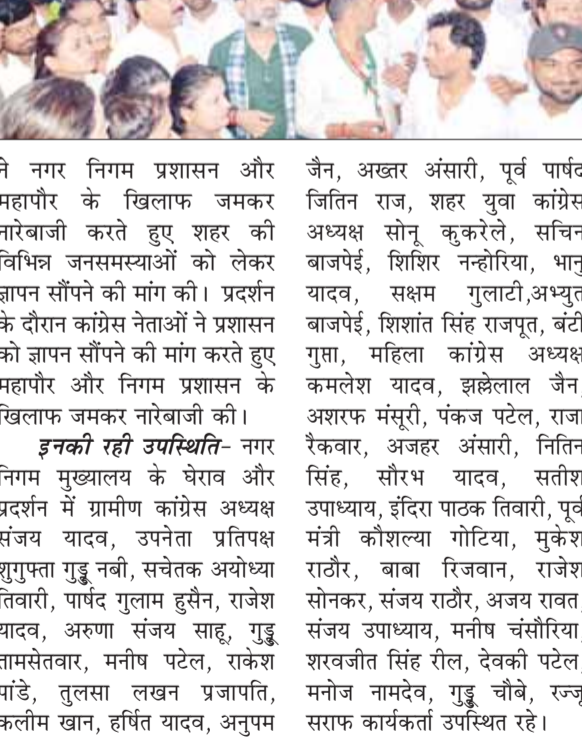 ने नगर निगम प्रशासन और
महापौर के खिलाफ जमकर
नारेबाजी करते हुए शहर की
विभिन्न जनसमस्याओं को लेकर
ज्ञापन सौंपने की मांग की। प्रदर्शन
के दौरान कांग्रेस नेताओं ने प्रशासन
को ज्ञापन सौंपने की मांग करते हुए
महापौर और निगम प्रशासन के
खिलाफ जमकर नारेबाजी की।
इनकी रही उपस्थिति- नगर
निगम मुख्यालय के घेराव और
प्रदर्शन में ग्रामीण कांग्रेस अध्यक्ष
संजय यादव, उपनेता प्रतिपक्ष
शुगुफ्ता गुड्डू नबी, सचेतक अयोध्या
तिवारी, पार्षद गुलाम हुसैन, राजेश
यादव, अरुणा संजय साहू, गुड्डू
तामसेतवार, मनीष पटेल, राकेश
पांडे, तुलसा लखन प्रजापति,
कलीम खान, हर्षित यादव, अनुपम
जैन, अख्तर अंसारी, पूर्व पार्षद
जितिन राज, शहर युवा कांग्रेस
अध्यक्ष सोनू कुकरेले, सचिन
बाजपेई, शिशिर नन्होरिया, भानु
यादव, सक्षम गुलाटी,अभ्युत
बाजपेई, शिशांत सिंह राजपूत, बंटी
गुप्ता, महिला कांग्रेस अध्यक्ष
कमलेश यादव, झल्लेलाल जैन,
अशरफ मंसूरी, पंकज पटेल, राजा
रैकवार, अजहर अंसारी, नितिन
सिंह, सौरभ यादव, सतीश
उपाध्याय, इंदिरा पाठक तिवारी, पूर्व
मंत्री कौशल्या गोटिया, मुकेश
राठौर, बाबा रिजवान, राजेश
सोनकर, संजय राठौर, अजय रावत,
संजय उपाध्याय, मनीष चंसौरिया,
शरवजीत सिंह रील, देवकी पटेल,
मनोज नामदेव, गुड्डू चौबे, रज्जू
सराफ कार्यकर्ता उपस्थित रहे।